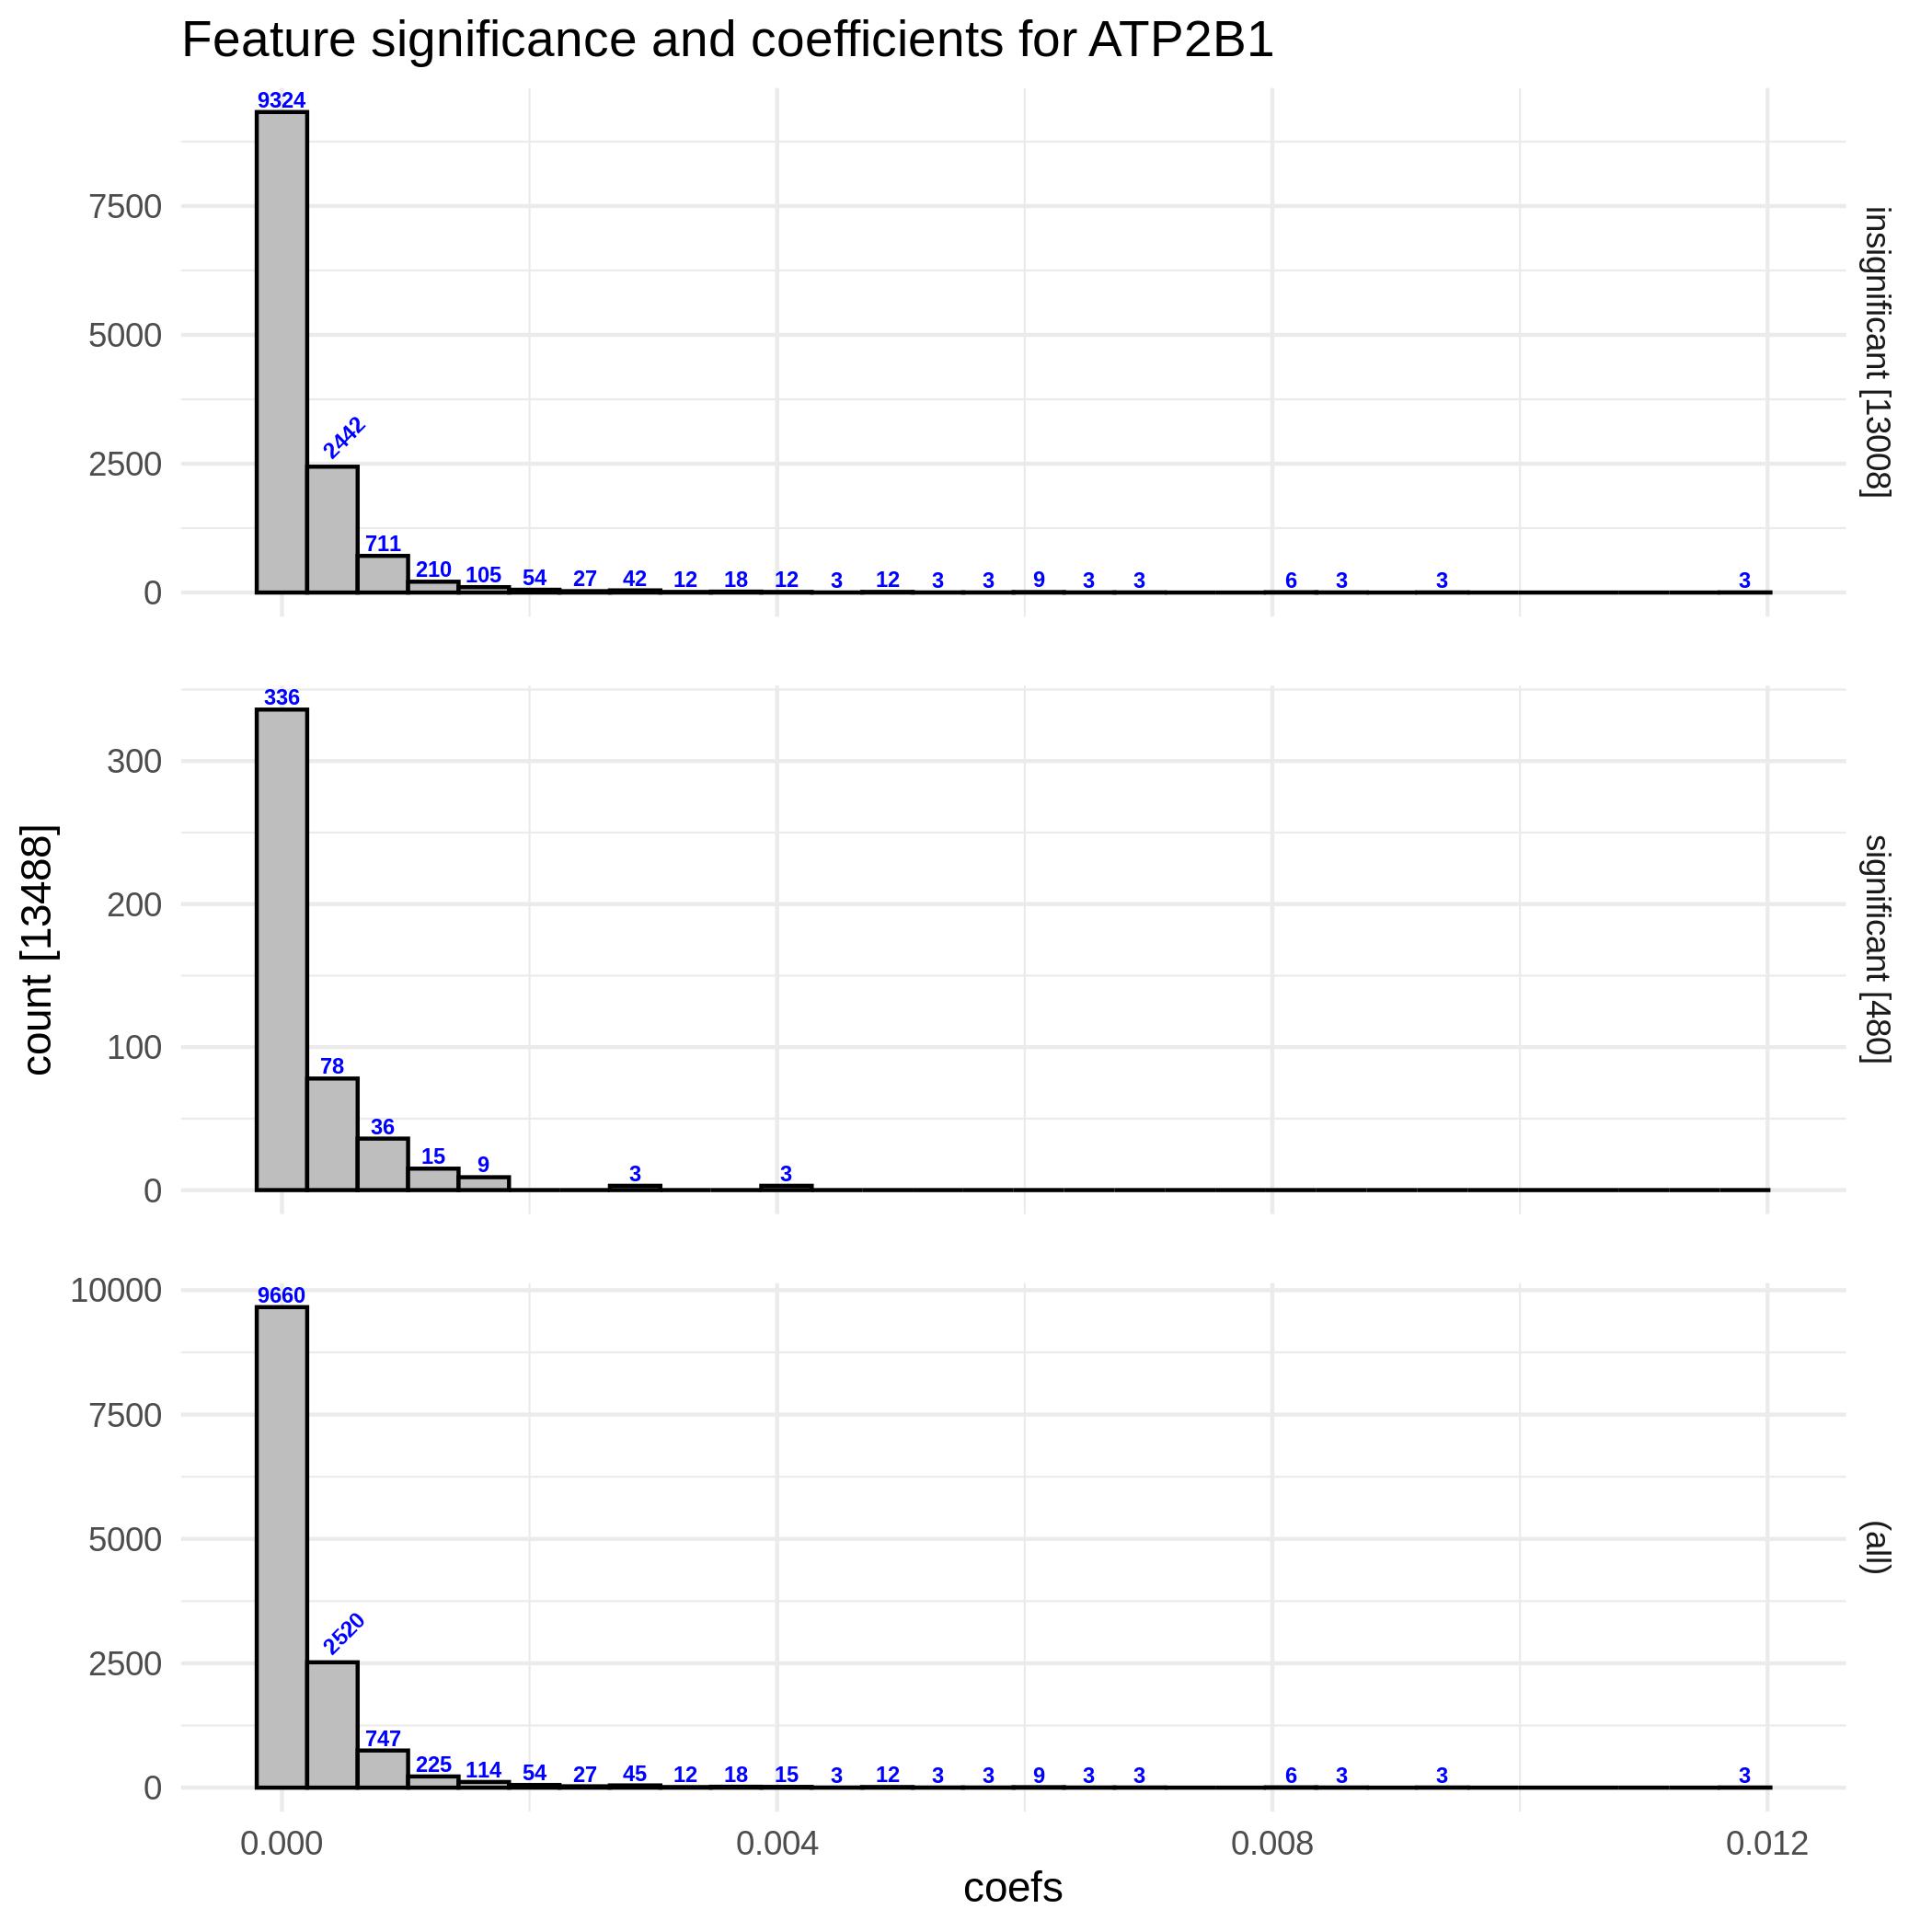 Feature significance and coefficients for ATP2B1
9324
7500
5000
2442
2500
711
210 105 54 27 42 12 18 12 3 12 3 3 9 3 3 6 3 3 3
0
insignificant [13008]
336
300
200
100
78
36
15
9
3
3
0
significant [480]
count [13488]
10000
9660
7500
5000
2520
2500
747
225 114 54 27 45 12 18 15 3 12 3 3 9 3 3 6 3 3 3
0
(all)
0.000 0.004 0.008 0.012
coefs